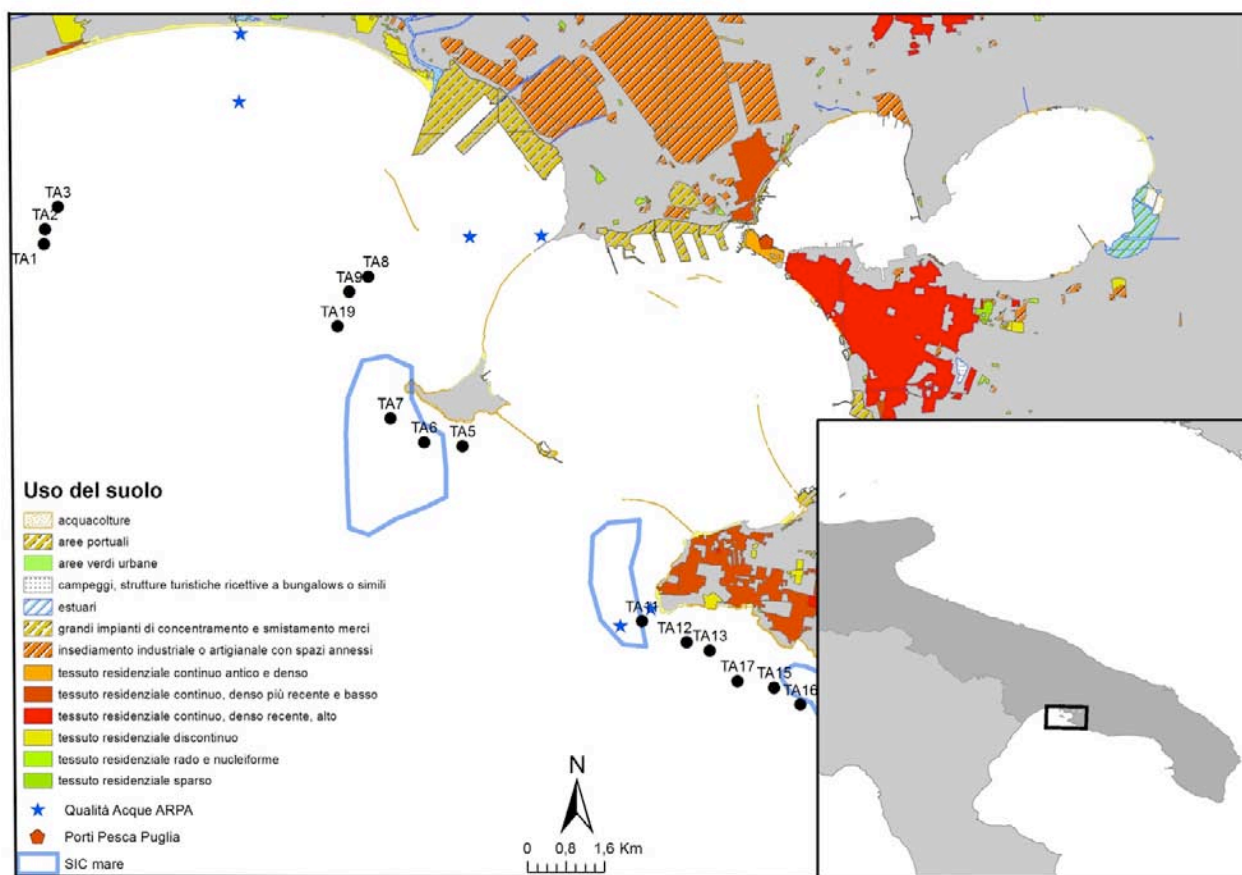 TA3
TA2
TA1
TA8
TA9
TA19
TA7
TA6
TA5
TA11
TA12
TA13
TA17
TA15
TA16
Uso del suolo
acquacolture
aree portuali
aree verdi urbane
campeggi, strutture turistiche ricettive a bungalows o simili
estuari
grandi impianti di concentramento e smistamento merci
insediamento industriale o artigianale con spazi annessi
tessuto residenziale continuo antico e denso
tessuto residenziale continuo, denso più recente e basso
tessuto residenziale continuo, denso recente, alto
tessuto residenziale discontinuo
tessuto residenziale rado e nucleiforme
tessuto residenziale sparso
Qualità Acque ARPA
Porti Pesca Puglia
SIC mare
N
0 0,8 1,6 Km